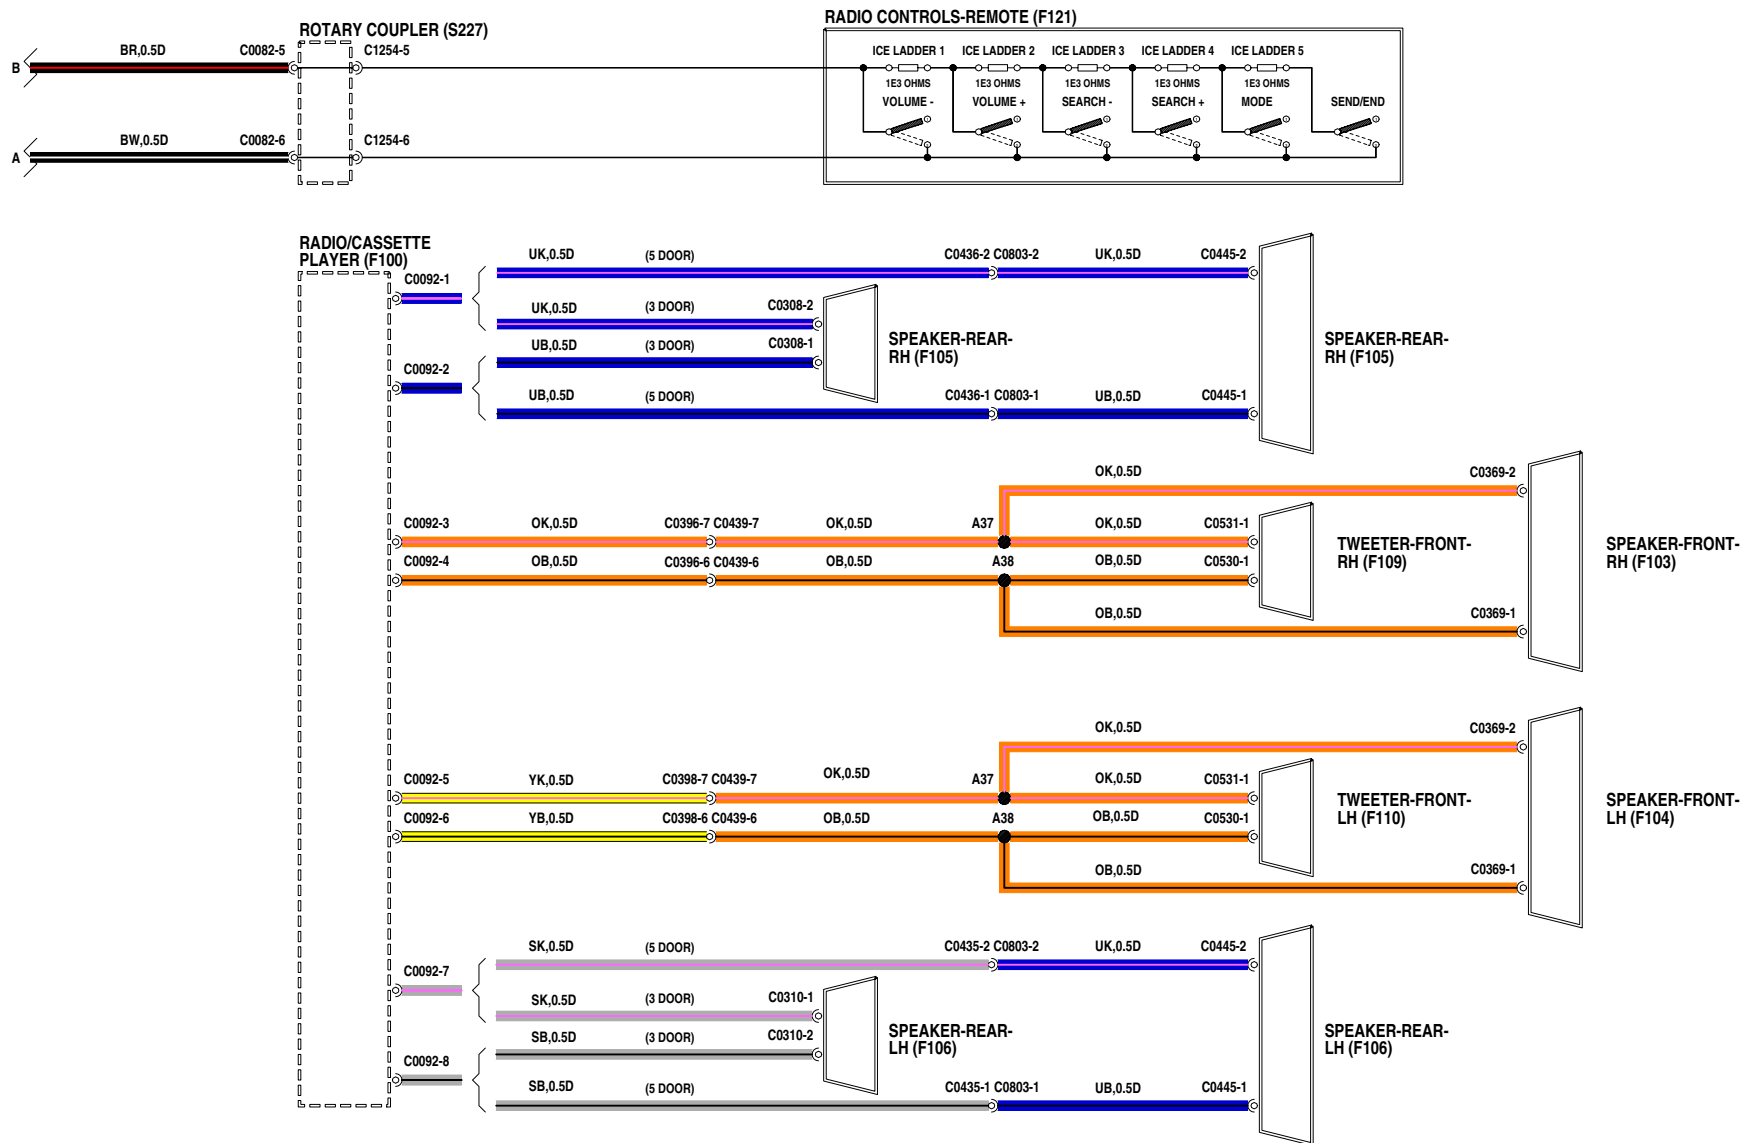 RADIO CONTROLS-REMOTE (F121)
ROTARY COUPLER (S227)
B
BR,0.5D
C0082-5
C1254-5
ICE LADDER 1
ICE LADDER 2
ICE LADDER 3
ICE LADDER 4
ICE LADDER 5
1E3 OHMS
1E3 OHMS
1E3 OHMS
1E3 OHMS
1E3 OHMS
VOLUME -
VOLUME +
SEARCH -
SEARCH +
MODE
SEND/END
A
BW,0.5D
C0082-6
C1254-6
RADIO/CASSETTE
PLAYER (F100)
C0092-1
UK,0.5D
(5 DOOR)
C0436-2 C0803-2
UK,0.5D
C0445-2
UK,0.5D
(3 DOOR)
C0308-2
UB,0.5D
(3 DOOR)
C0308-1
SPEAKER-REAR-
RH (F105)
SPEAKER-REAR-
RH (F105)
C0092-2
UB,0.5D
(5 DOOR)
C0436-1 C0803-1
UB,0.5D
C0445-1
OK,0.5D
C0369-2
C0092-3
OK,0.5D
C0396-7 C0439-7
OK,0.5D
A37
OK,0.5D
C0531-1
TWEETER-FRONT-
RH (F109)
SPEAKER-FRONT-
RH (F103)
C0092-4
OB,0.5D
C0396-6 C0439-6
OB,0.5D
A38
OB,0.5D
C0530-1
OB,0.5D
C0369-1
OK,0.5D
C0369-2
C0092-5
YK,0.5D
C0398-7 C0439-7
OK,0.5D
A37
OK,0.5D
C0531-1
TWEETER-FRONT-
LH (F110)
SPEAKER-FRONT-
LH (F104)
C0092-6
YB,0.5D
C0398-6 C0439-6
OB,0.5D
A38
OB,0.5D
C0530-1
OB,0.5D
C0369-1
SK,0.5D
(5 DOOR)
C0435-2 C0803-2
UK,0.5D
C0445-2
C0092-7
SK,0.5D
(3 DOOR)
C0310-1
SB,0.5D
(3 DOOR)
C0310-2
SPEAKER-REAR-
LH (F106)
SPEAKER-REAR-
LH (F106)
C0092-8
SB,0.5D
(5 DOOR)
C0435-1 C0803-1
UB,0.5D
C0445-1